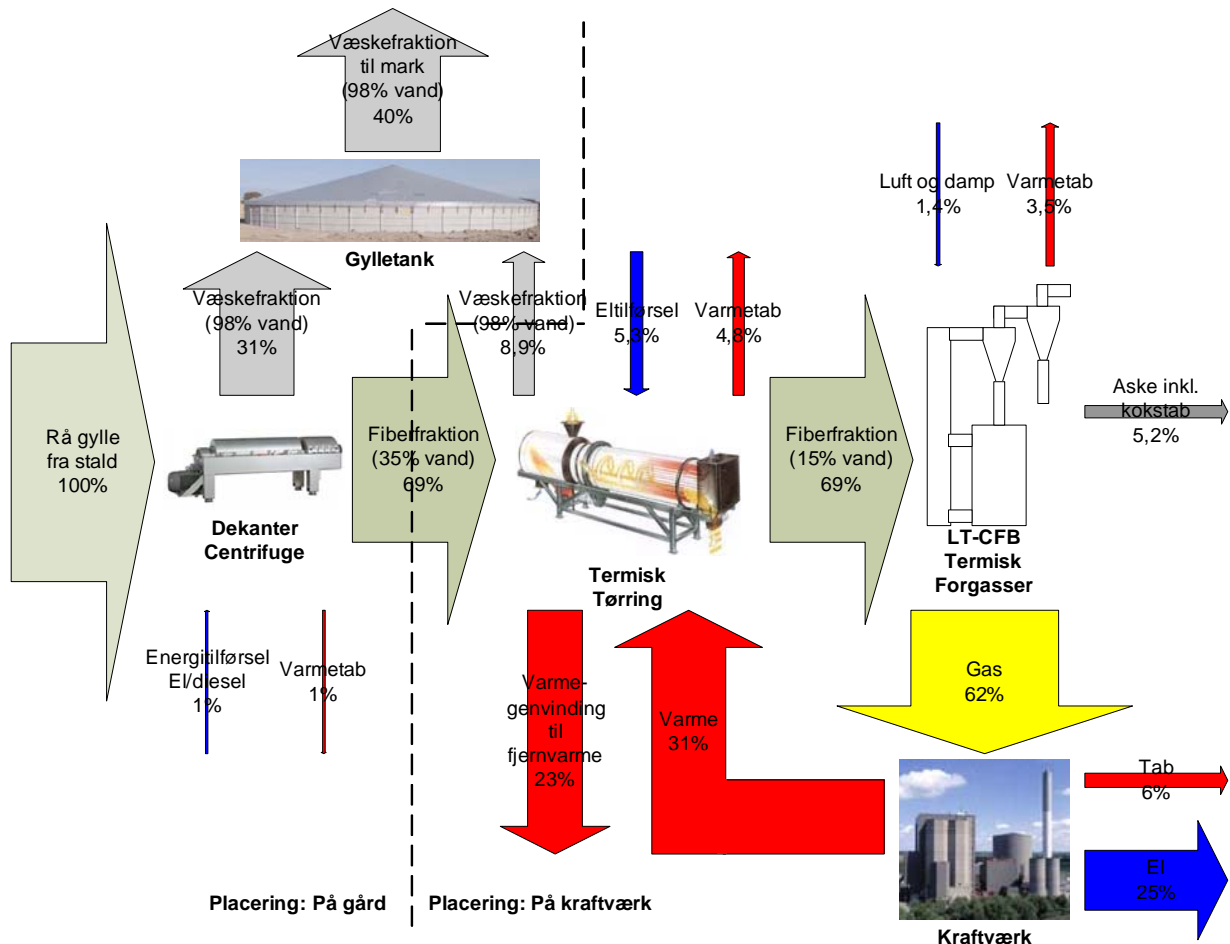 Væskefraktion
til mark
(98% vand)
40%
Gylletank
Luft og damp
1,4%
Varmetab
3,5%
Væskefraktion
(98% vand)
31%
Væskefraktion
(98% vand)
8,9%
Eltilførsel
5,3%
Varmetab
4,8%
Rå gylle
fra stald
100%
Dekanter
Centrifuge
Fiberfraktion
(35% vand)
69%
Termisk
Tørring
Fiberfraktion
(15% vand)
69%
LT-CFB
Termisk
Forgasser
Aske inkl.
kokstab
5,2%
Energitilførsel
El/diesel
1%
Varmetab
1%
Varme-
genvinding
til
fjernvarme
23%
Varme
31%
Gas
62%
Tab
6%
El
25%
Kraftværk
Placering: På gård
Placering: På kraftværk